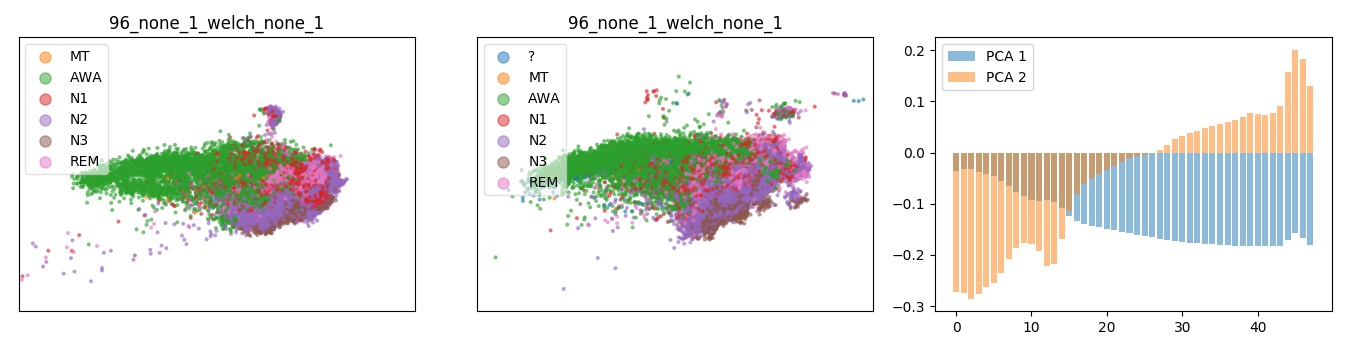 96_none_1_welch_none_1
MT
AWA
N1
N2
N3
REM
96_none_1_welch_none_1
?
MT
AWA
N1
N2
N3
REM
PCA 1
PCA 2
0.2
0.1
0.0
−0.1
−0.2
−0.3
0 10 20 30 40